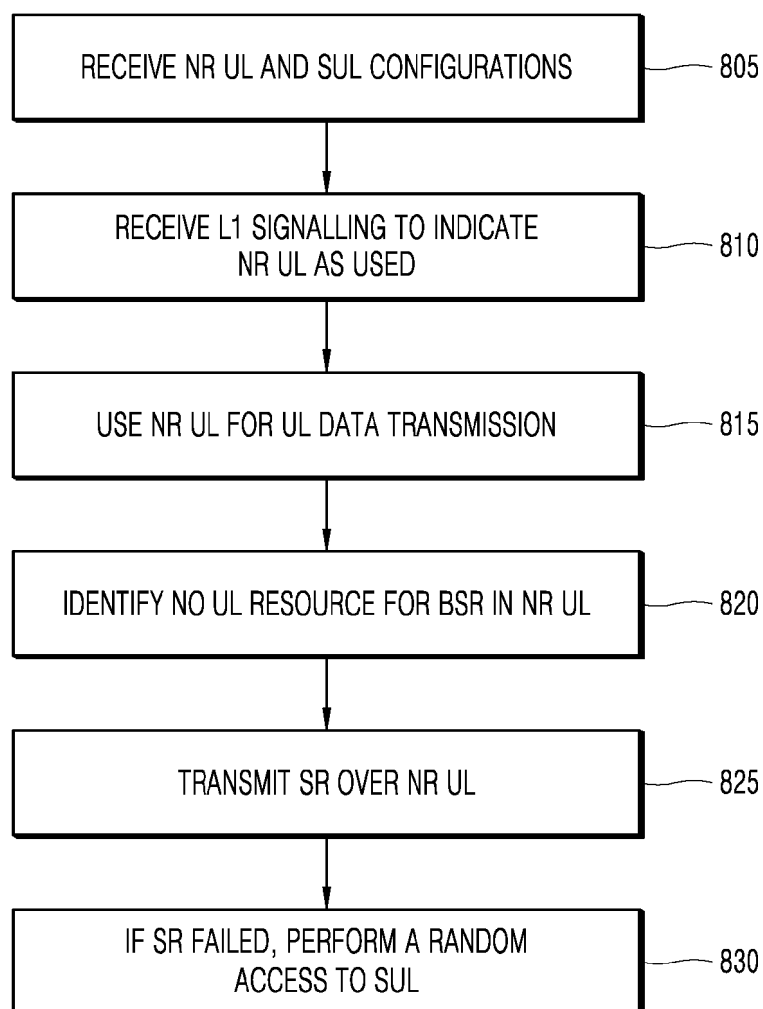 RECEIVE NR UL AND SUL CONFIGURATIONS
805
RECEIVE L1 SIGNALLING TO INDICATE
NR UL AS USED
810
USE NR UL FOR UL DATA TRANSMISSION
815
IDENTIFY NO UL RESOURCE FOR BSR IN NR UL
820
TRANSMIT SR OVER NR UL
825
IF SR FAILED, PERFORM A RANDOM
ACCESS TO SUL
830